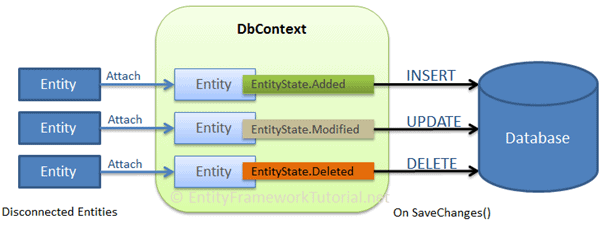 DbContext
Entity Attach Entity EntityState.Added INSERT
Entity Attach Entity EntityState.Modified UPDATE
Database
Entity Attach Entity EntityState.Deleted DELETE
© EntityFrameworkTutorial.net
Disconnected Entities On SaveChanges()